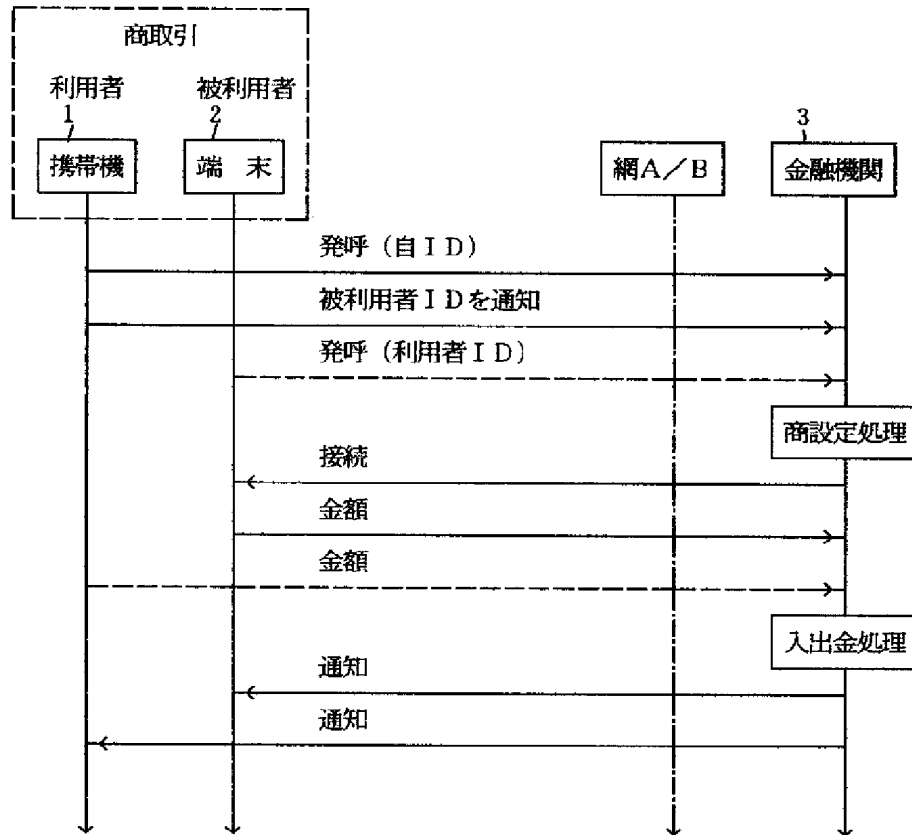 商取引
利用者 被利用者
1 2 3
携帯機 端 末 網A/B 金融機関
発呼(自ID)
被利用者IDを通知
発呼(利用者ID)
商設定処理
接続
金額
金額
入出金処理
通知
通知